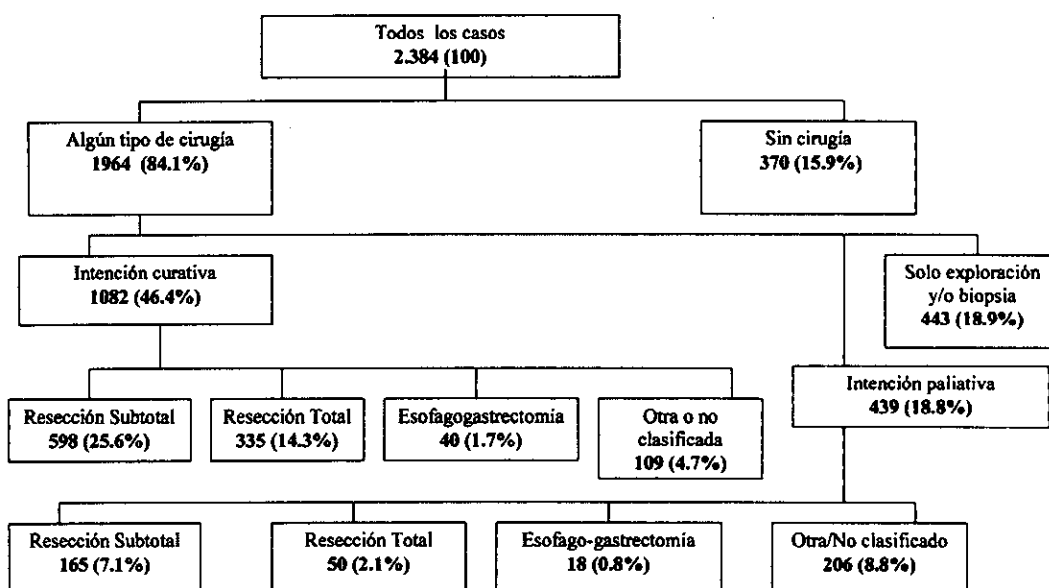 Todos los casos
2.384 (100)
Algún tipo de cirugía
1964 (84.1%)
Sin cirugía
370 (15.9%)
Intención curativa
1082 (46.4%)
Solo exploración
y/o biopsia
443 (18.9%)
Intención paliativa
439 (18.8%)
Resección Subtotal
598 (25.6%)
Resección Total
335 (14.3%)
Esofagogastrectomía
40 (1.7%)
Otra o no
clasificada
109 (4.7%)
Resección Subtotal
165 (7.1%)
Resección Total
50 (2.1%)
Esofago-gastrectomía
18 (0.8%)
Otra/No clasificado
206 (8.8%)